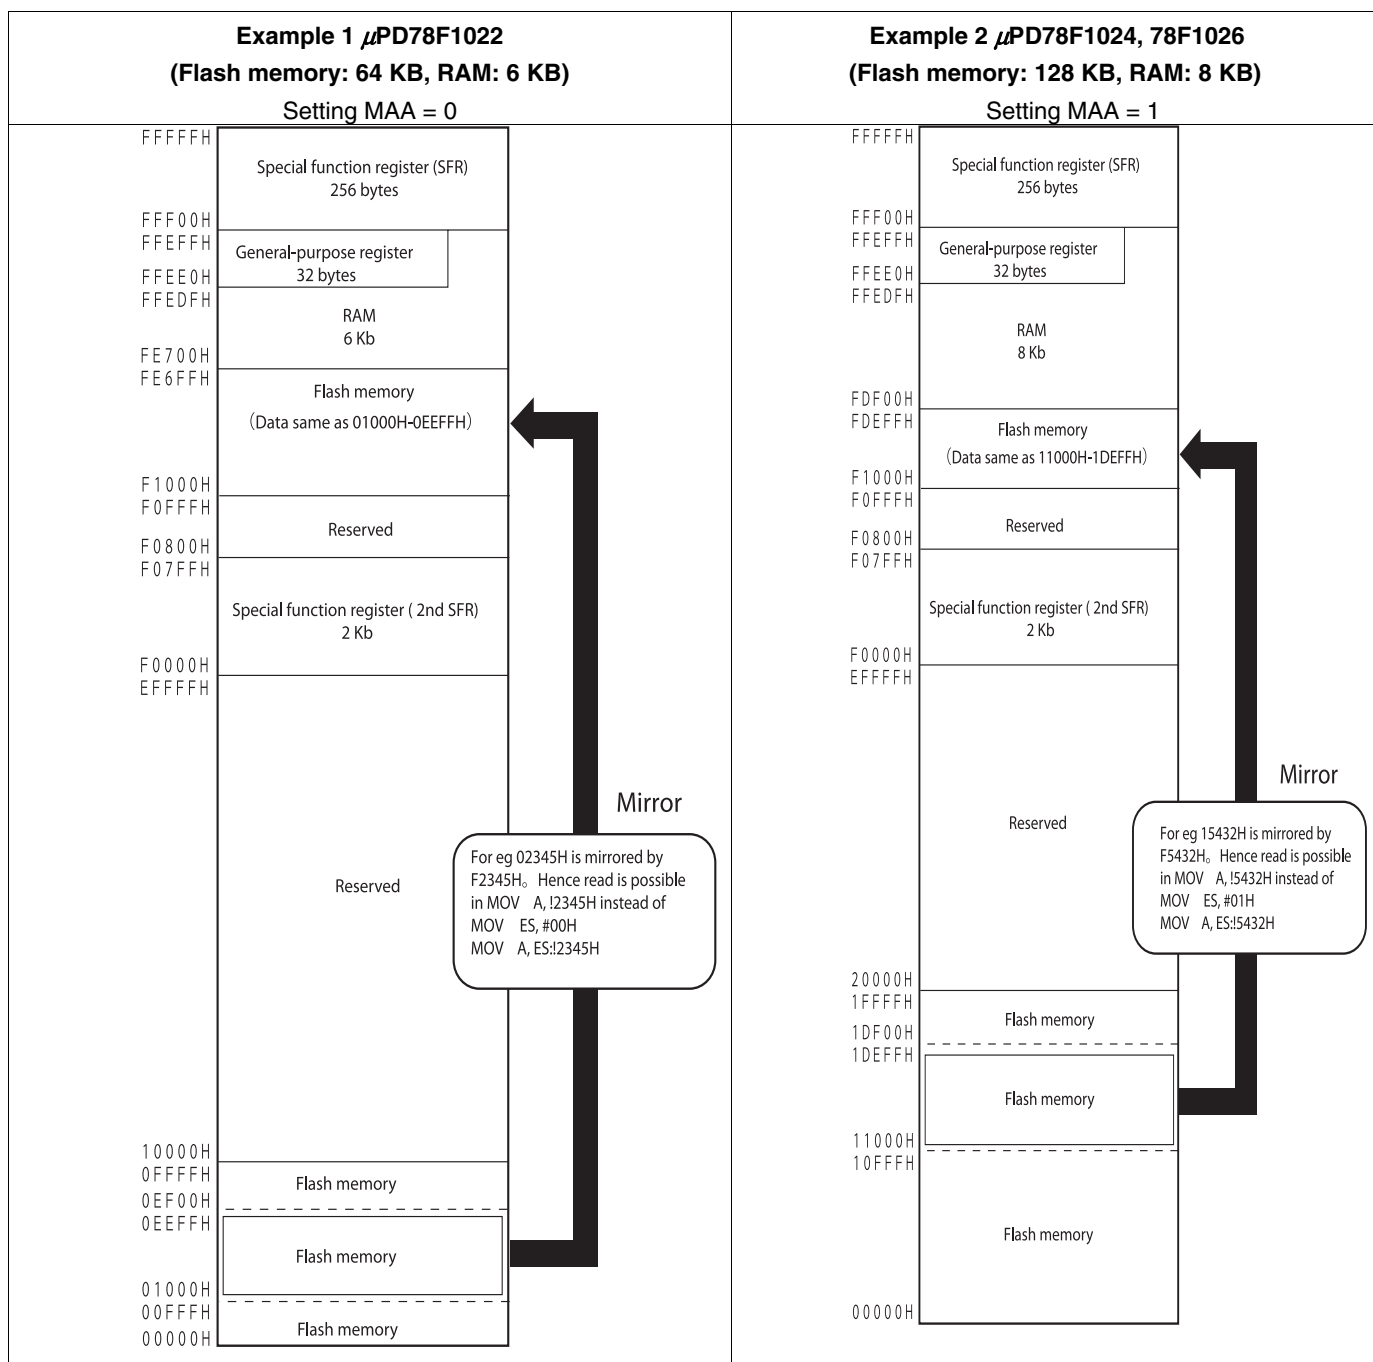 Example 1 μPD78F1022
(Flash memory: 64 KB, RAM: 6 KB)
Setting MAA = 0
FFFFFH
Special function register (SFR)
256 bytes
FFF00H
FFEFFH
General-purpose register
32 bytes
FFEE0H
FFEDFH
RAM
6 Kb
FE700H
FE6FFH
Flash memory
(Data same as 01000H-0EEFFH)
F1000H
F0FFFH
Reserved
F0800H
F07FFH
Special function register ( 2nd SFR)
2 Kb
F0000H
EFFFFH
Mirror
Reserved
For eg 02345H is mirrored by
F2345H。 Hence read is possible
in MOV A, !2345H instead of
MOV ES, #00H
MOV A, ES:!2345H
10000H
0FFFFH
Flash memory
0EF00H
0EEFFH
Flash memory
01000H
00FFFH
Flash memory
00000H
Example 2 μPD78F1024, 78F1026
(Flash memory: 128 KB, RAM: 8 KB)
Setting MAA = 1
FFFFFH
Special function register (SFR)
256 bytes
FFF00H
FFEFFH
General-purpose register
32 bytes
FFEE0H
FFEDFH
RAM
8 Kb
FDF00H
FDEFFH
Flash memory
(Data same as 11000H-1DEFFH)
F1000H
F0FFFH
Reserved
F0800H
F07FFH
Special function register ( 2nd SFR)
2 Kb
F0000H
EFFFFH
Mirror
Reserved
For eg 15432H is mirrored by
F5432H。 Hence read is possible
in MOV A, !5432H instead of
MOV ES, #01H
MOV A, ES:!5432H
20000H
1FFFFH
Flash memory
1DF00H
1DEFFH
Flash memory
11000H
10FFFH
Flash memory
00000H